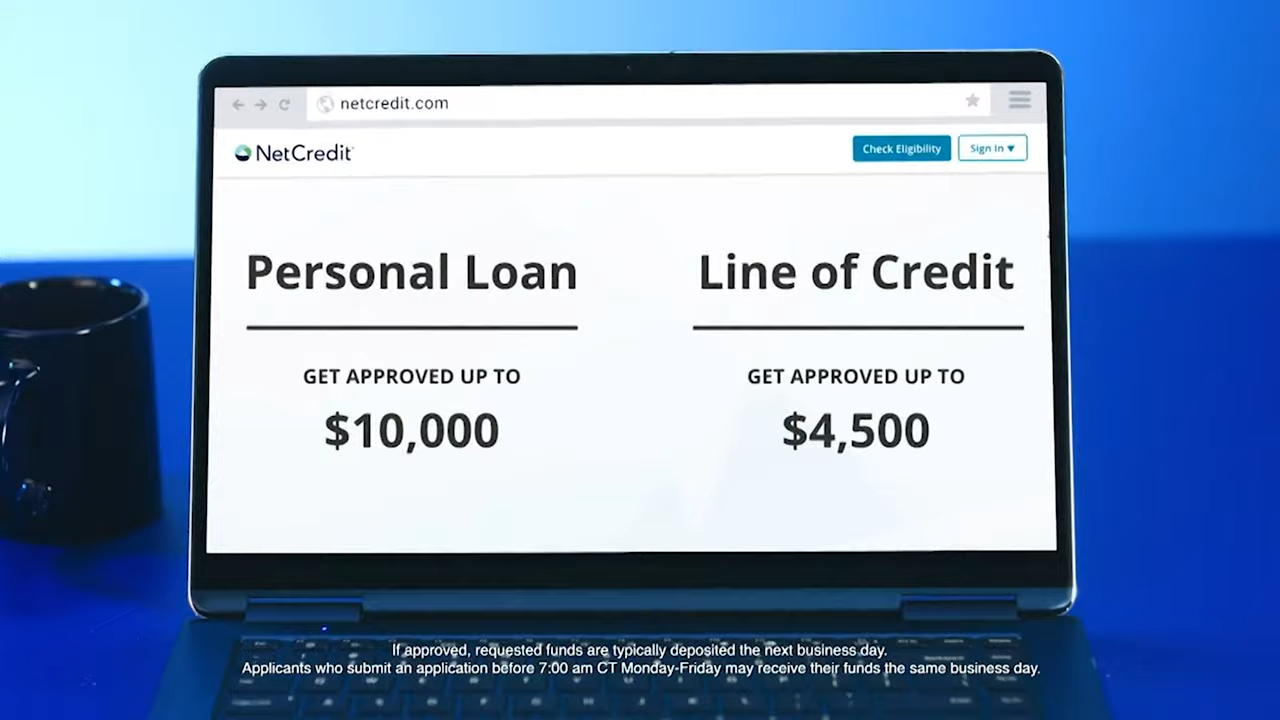 netcredit.com
NetCredit
Check Eligibility
Sign In ▼
Personal Loan
GET APPROVED UP TO
$10,000
Line of Credit
GET APPROVED UP TO
$4,500
If approved, requested funds are typically deposited the next business day.
Applicants who submit an application before 7:00 am CT Monday-Friday may receive their funds the same business day.